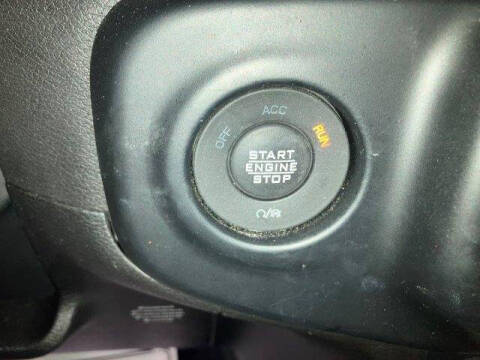 ACC
OFF
RUN
START
ENGINE
STOP